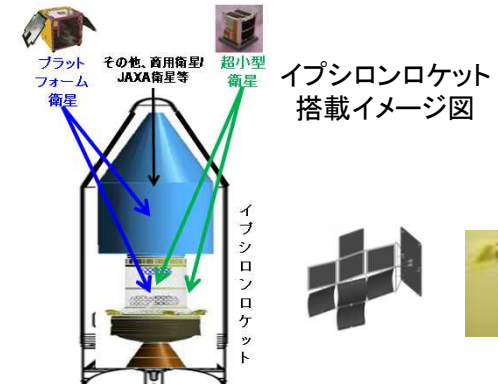 プラット
フォーム
衛星
その他、商用衛星/
JAXA衛星等
超小型
衛星
イプシロンロケット
搭載イメージ図
イプシロンロケット